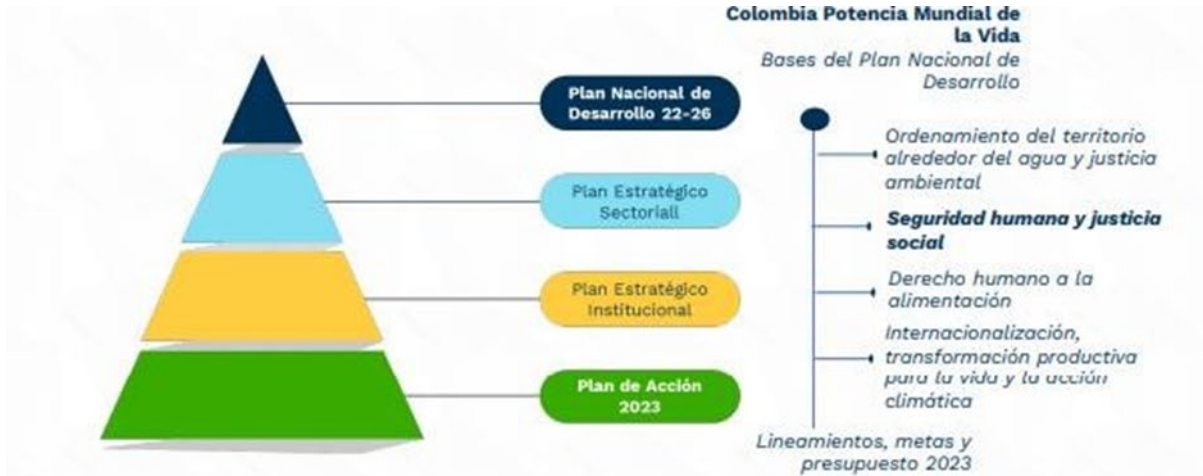 Colombia Potencia Mundial de
la Vida
Bases del Plan Nacional de
Desarrollo
Plan Nacional de
Desarrollo 22-26
Plan Estratégico
Sectoriall
Plan Estratégico
Institucional
Plan de Acción
2023
Ordenamiento del territorio
alrededor del agua y justicia
ambiental
Seguridad humana y justicia
social
Derecho humano a la
alimentación
Internacionalización,
transformación productiva
para la vida y la acción
climática
Lineamientos, metas y
presupuesto 2023